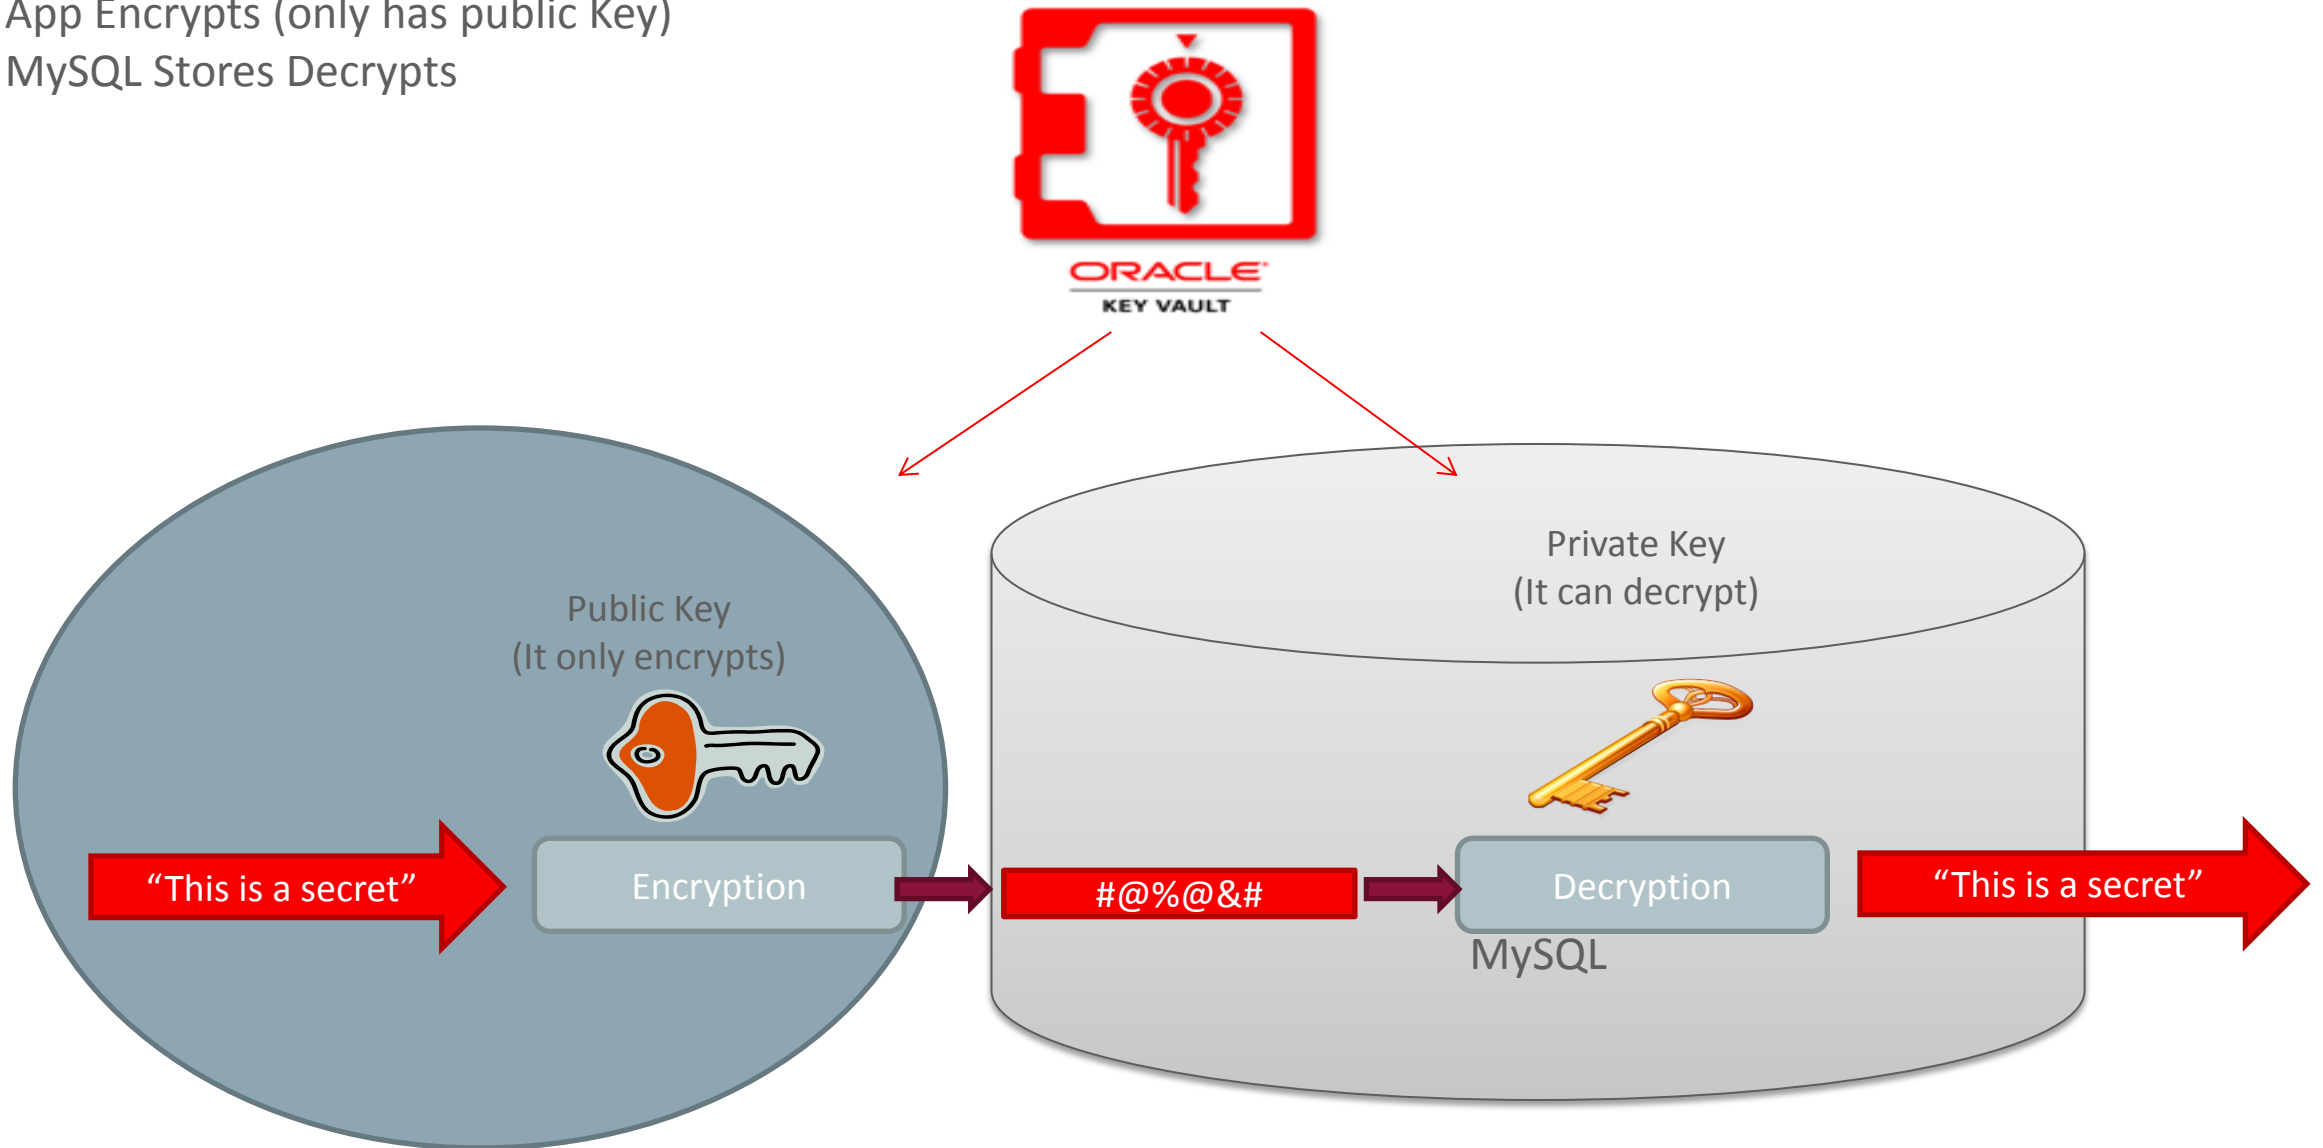 App Encrypts (only has public Key)
MySQL Stores Decrypts
ORACLE
KEY VAULT
Private Key
(It can decrypt)
Public Key
(It only encrypts)
“This is a secret”
Encryption
#@%@&#
Decryption
“This is a secret”
MySQL